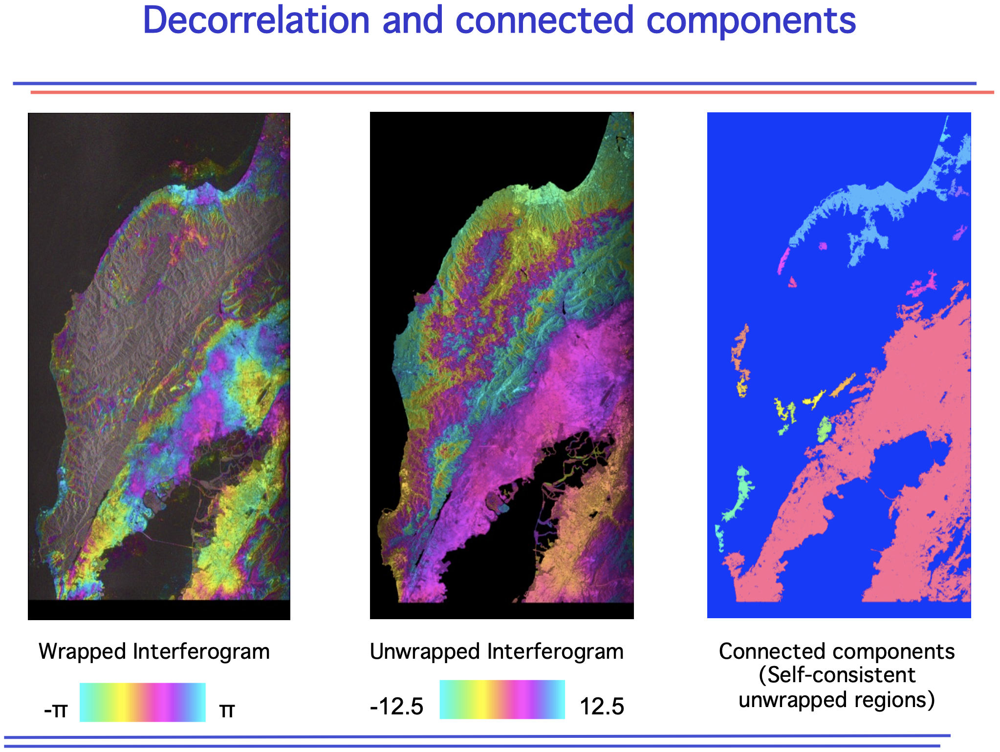 Decorrelation and connected components
Wrapped Interferogram
-π π
Unwrapped Interferogram
-12.5 12.5
Connected components
(Self-consistent
unwrapped regions)